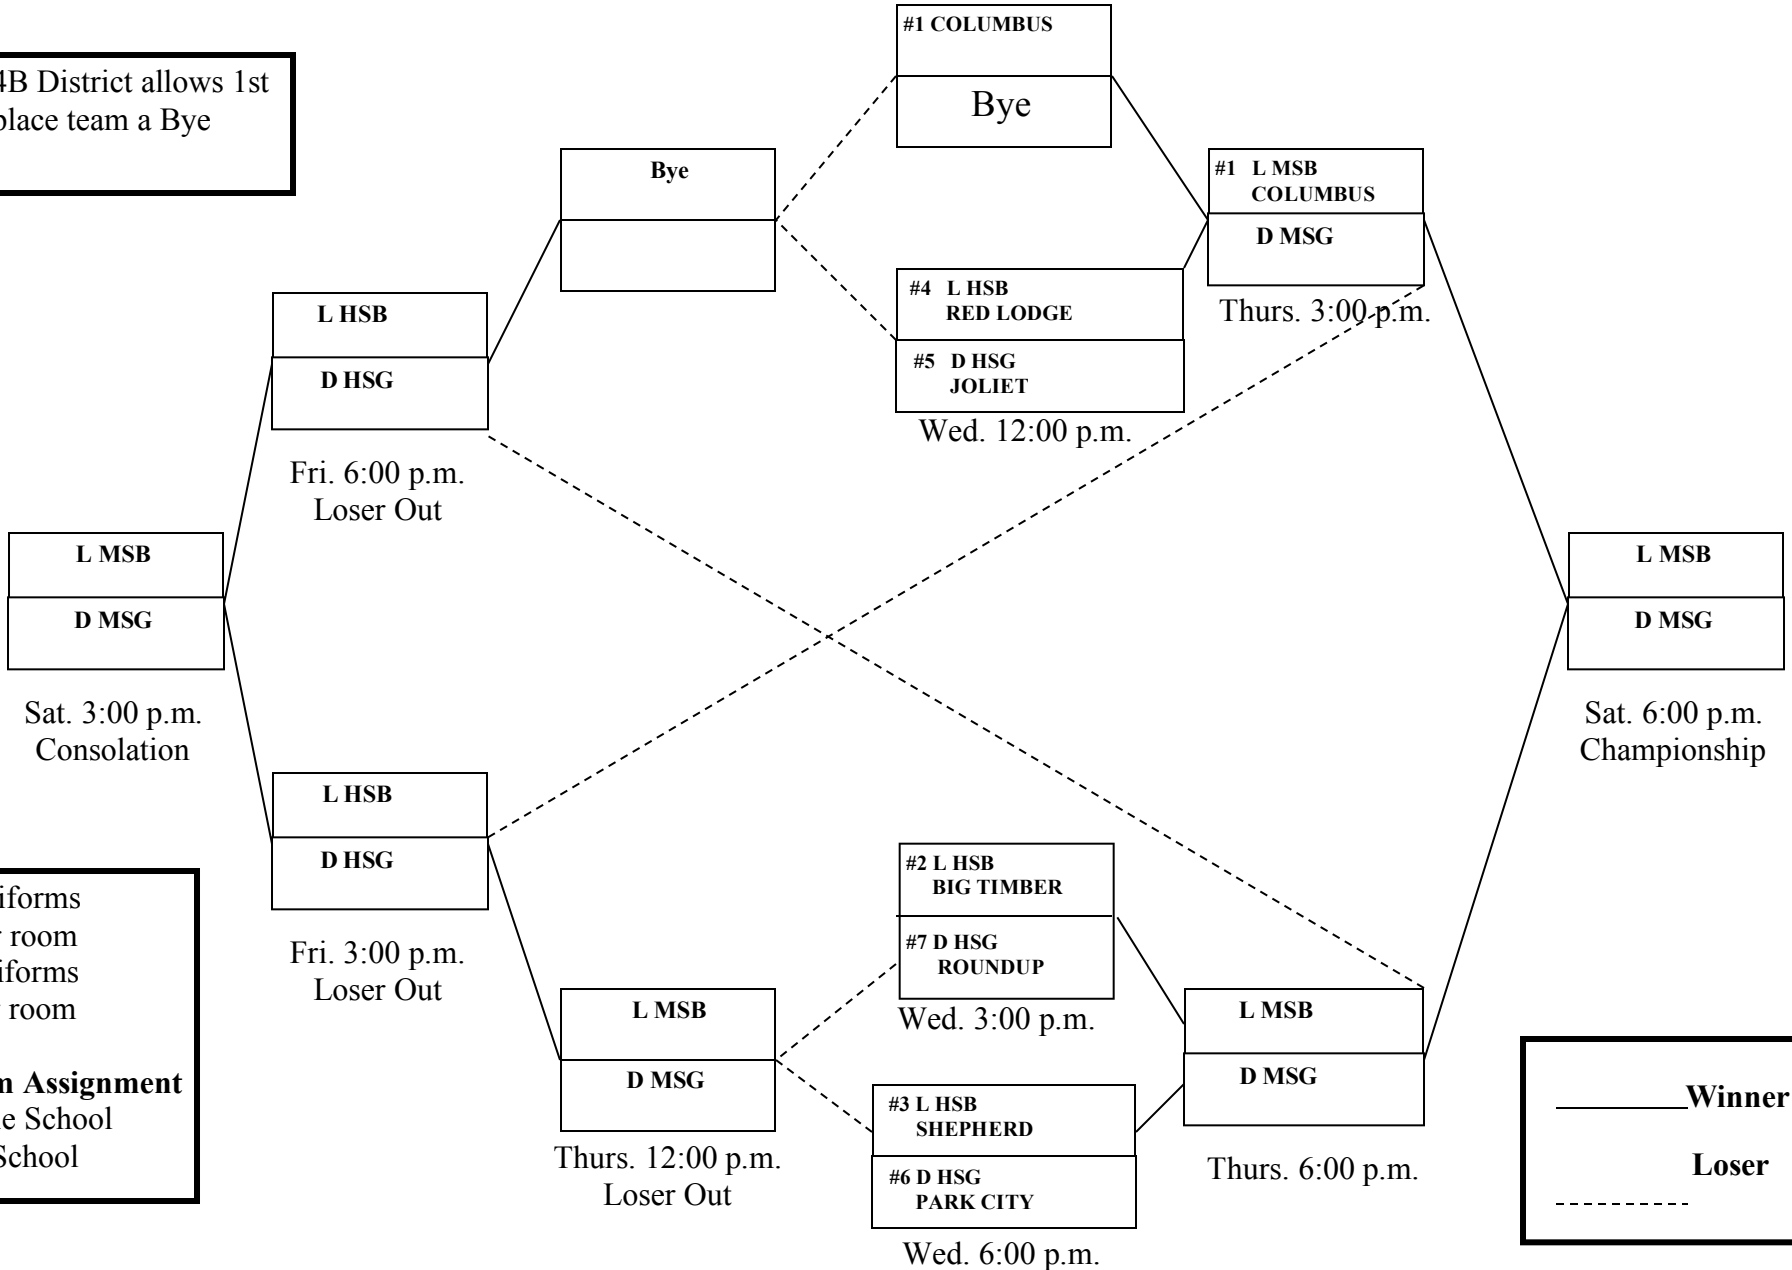 #1 COLUMBUS
Bye
4B District allows 1st
place team a Bye
Bye
#1 L MSB
COLUMBUS
D MSG
Thurs. 3:00 p.m.
#4 L HSB
RED LODGE
#5 D HSG
JOLIET
Wed. 12:00 p.m.
L HSB
D HSG
Fri. 6:00 p.m.
Loser Out
L MSB
D MSG
Sat. 3:00 p.m.
Consolation
L MSB
D MSG
Sat. 6:00 p.m.
Championship
L HSB
D HSG
Fri. 3:00 p.m.
Loser Out
#2 L HSB
BIG TIMBER
#7 D HSG
ROUNDUP
Wed. 3:00 p.m.
L MSB
D MSG
Thurs. 12:00 p.m.
Loser Out
#3 L HSB
SHEPHERD
#6 D HSG
PARK CITY
Wed. 6:00 p.m.
L MSB
D MSG
Thurs. 6:00 p.m.
room
room
Assignment
School
School
Winner
Loser